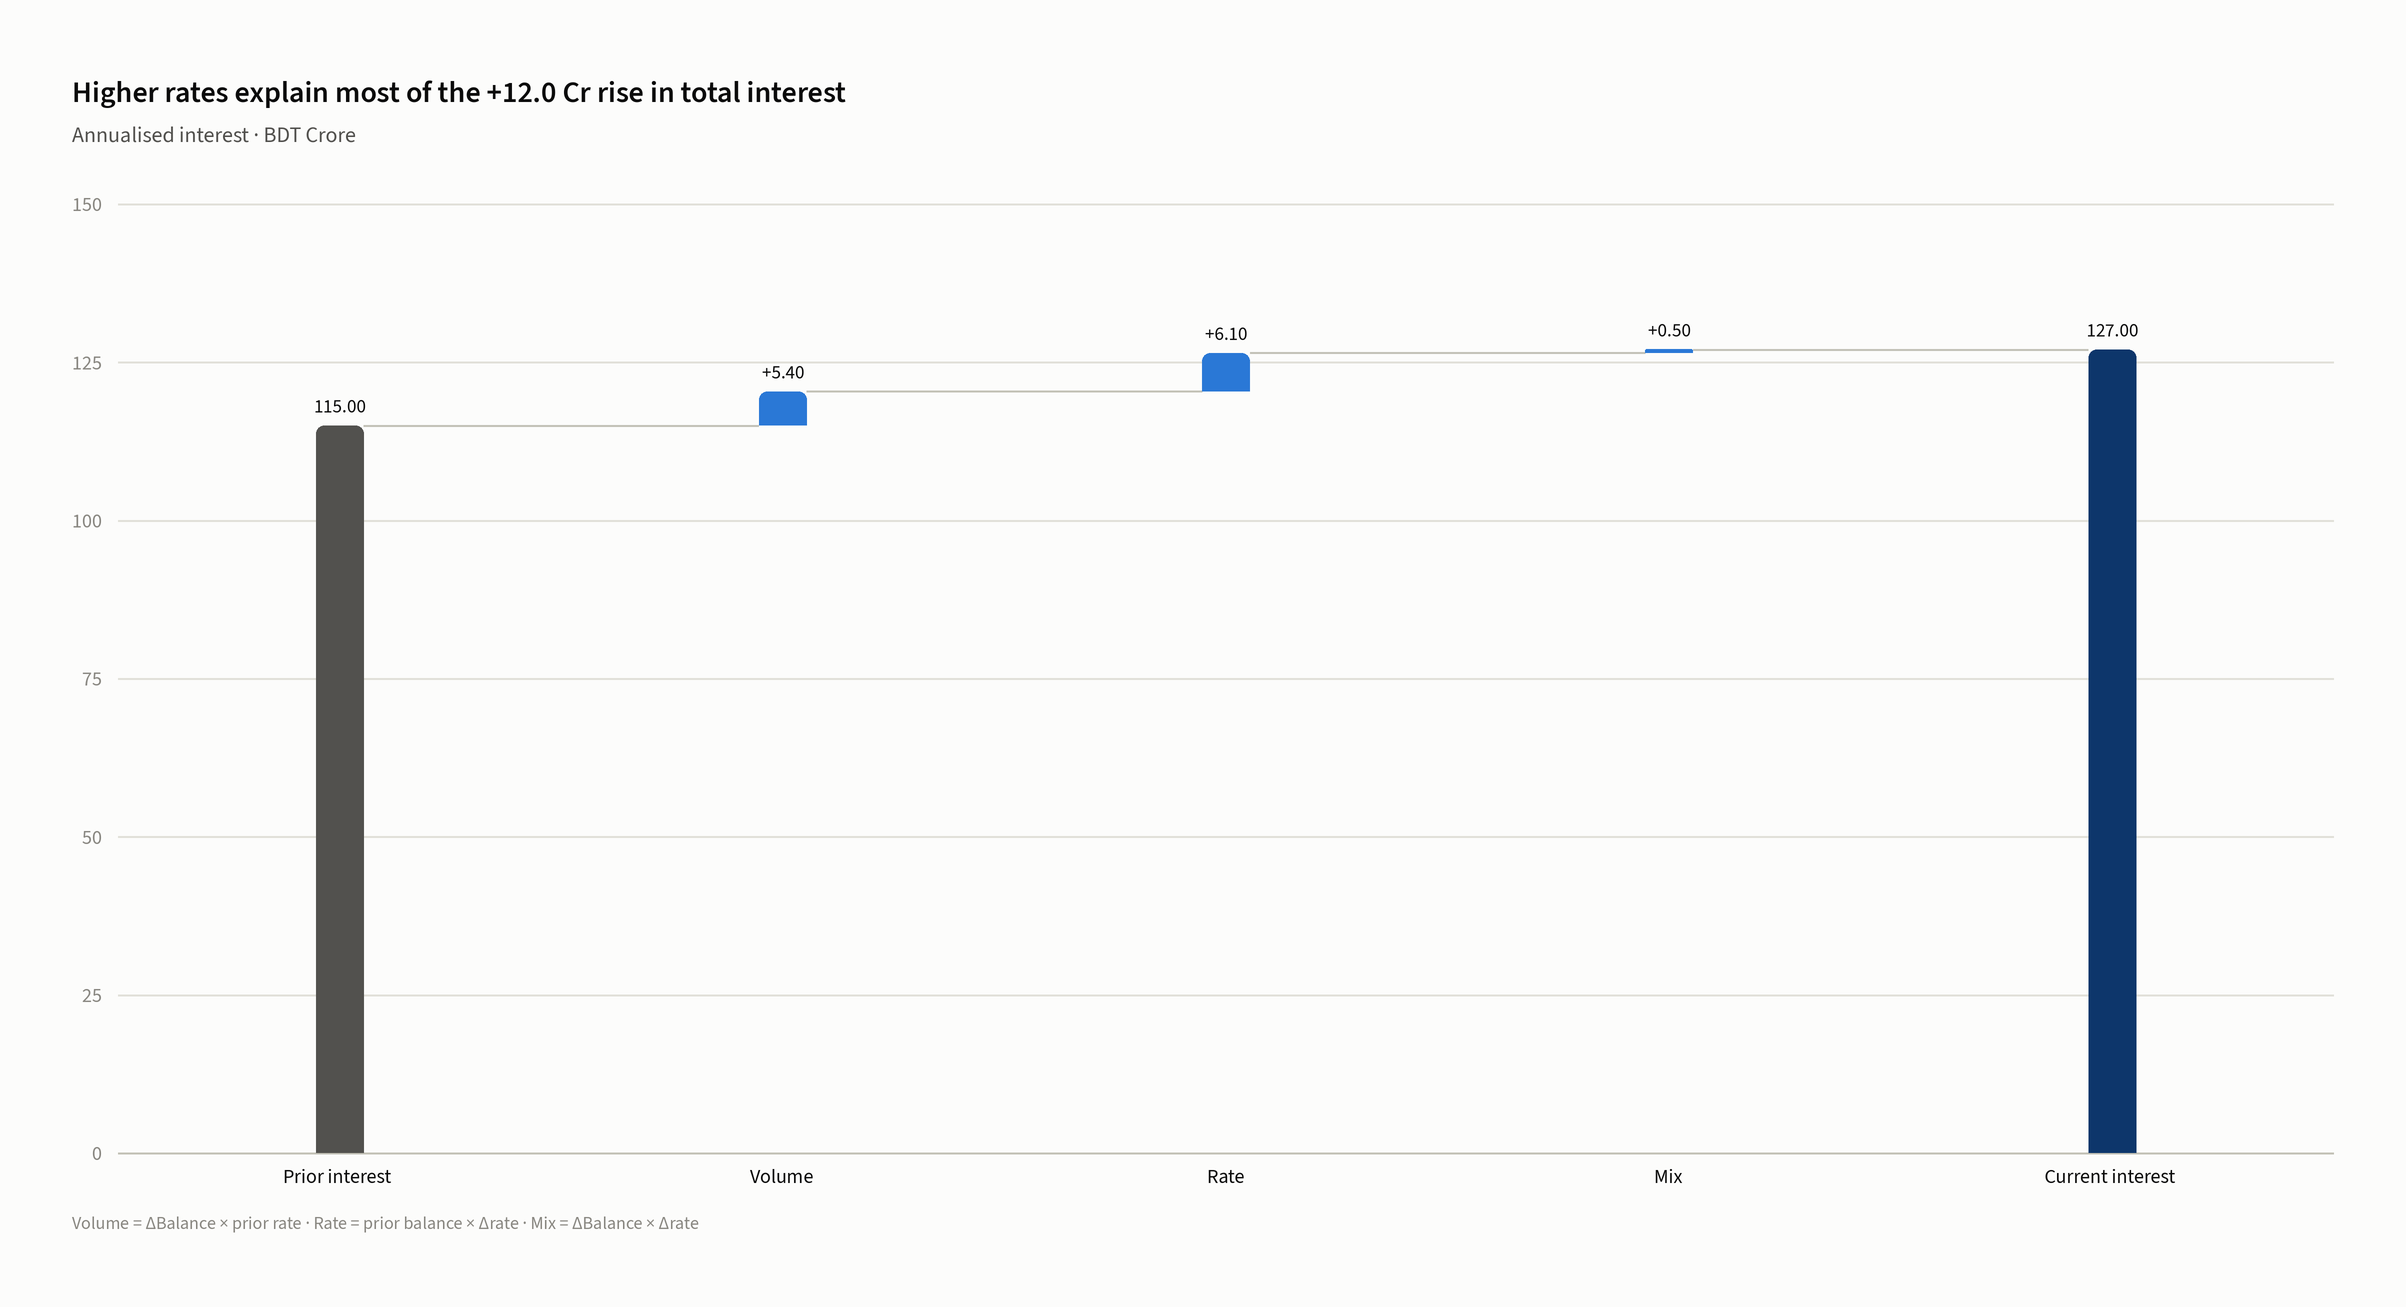 Higher rates explain most of the +12.0 Cr rise in total interest
Annualised interest · BDT Crore
150
125
100
75
50
25
0
115.00
+5.40
+6.10
+0.50
127.00
Prior interest
Volume
Rate
Mix
Current interest
Volume = ΔBalance × prior rate · Rate = prior balance × Δrate · Mix = ΔBalance × Δrate